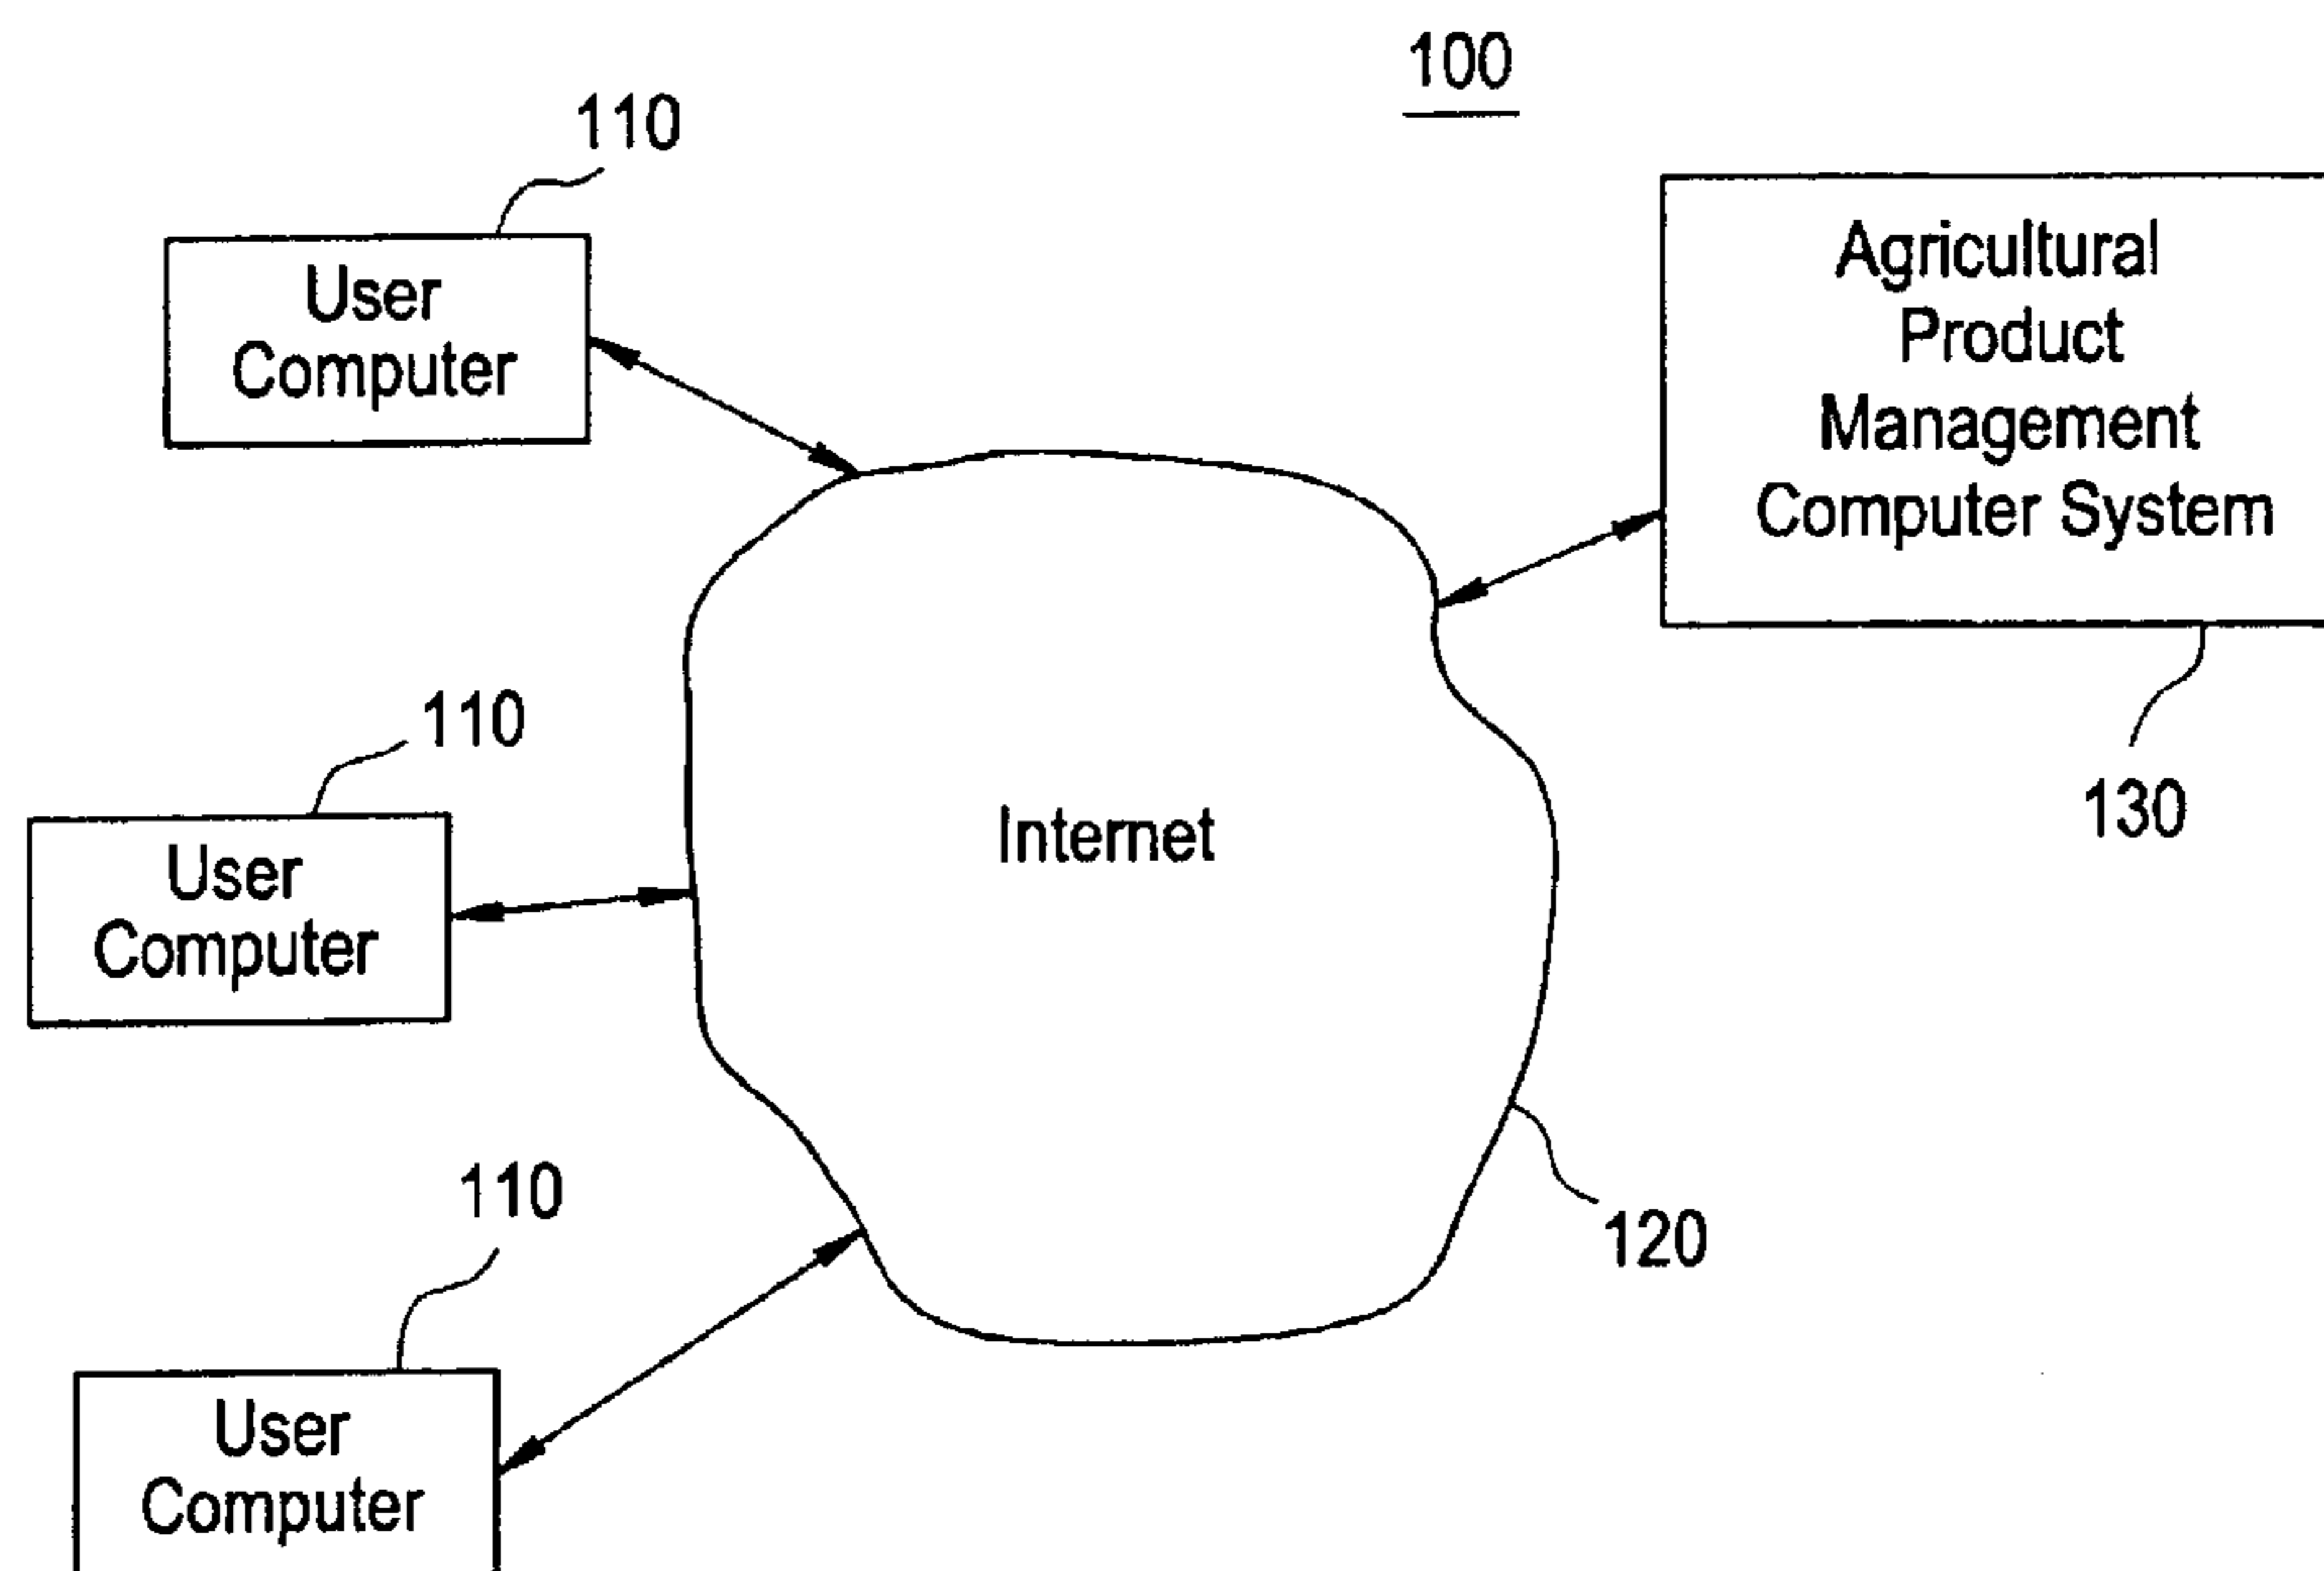 100
110
User
Computer
Agricultural
Product
Management
Computer System
130
110
User
Computer
Internet
120
110
User
Computer